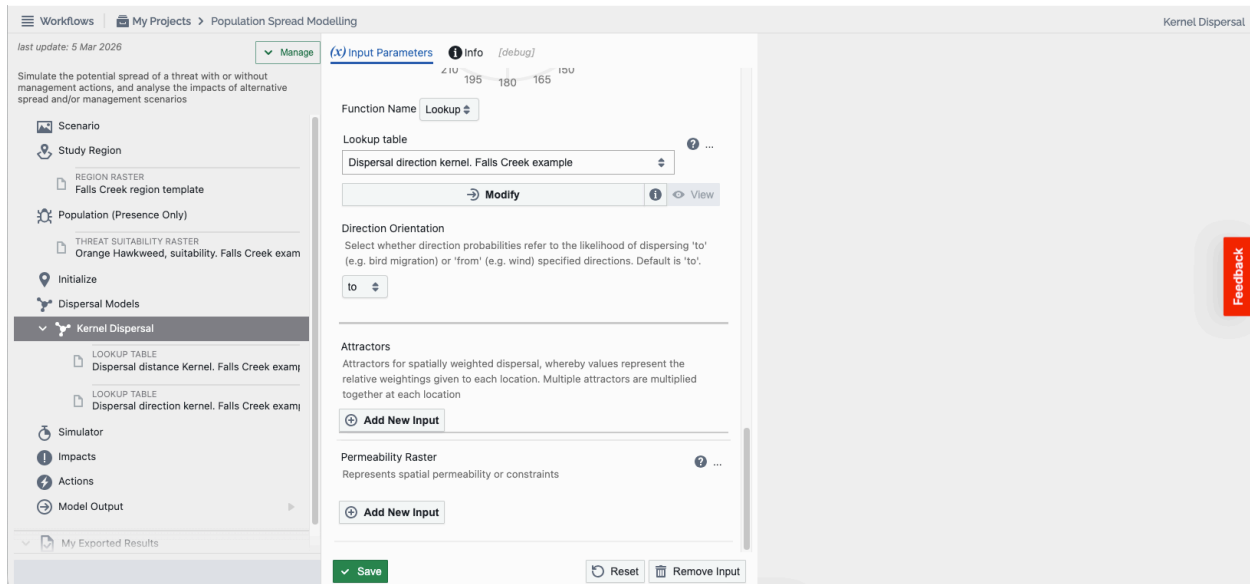 Workflows
My Projects > Population Spread Modelling
Kernel Dispersal
last update: 5 Mar 2026
Manage
Simulate the potential spread of a threat with or without
management actions, and analyse the impacts of alternative
spread and/or management scenarios
Scenario
Study Region
REGION RASTER
Falls Creek region template
Population (Presence Only)
THREAT SUITABILITY RASTER
Orange Hawkweed, suitability. Falls Creek exam
Initialize
Dispersal Models
Kernel Dispersal
LOOKUP TABLE
Dispersal distance Kernel. Falls Creek examp
LOOKUP TABLE
Dispersal direction kernel. Falls Creek examp
Simulator
Impacts
Actions
Model Output
My Exported Results
(x) Input Parameters
Info
[debug]
210 195 180 165 150
Function Name Lookup
Lookup table
? ...
Dispersal direction kernel. Falls Creek example
Modify
View
Direction Orientation
Select whether direction probabilities refer to the likelihood of dispersing 'to'
(e.g. bird migration) or 'from' (e.g. wind) specified directions. Default is 'to'.
to
Attractors
Attractors for spatially weighted dispersal, whereby values represent the
relative weightings given to each location. Multiple attractors are multiplied
together at each location
Add New Input
Permeability Raster
? ...
Represents spatial permeability or constraints
Add New Input
Save
Reset
Remove Input
Feedback